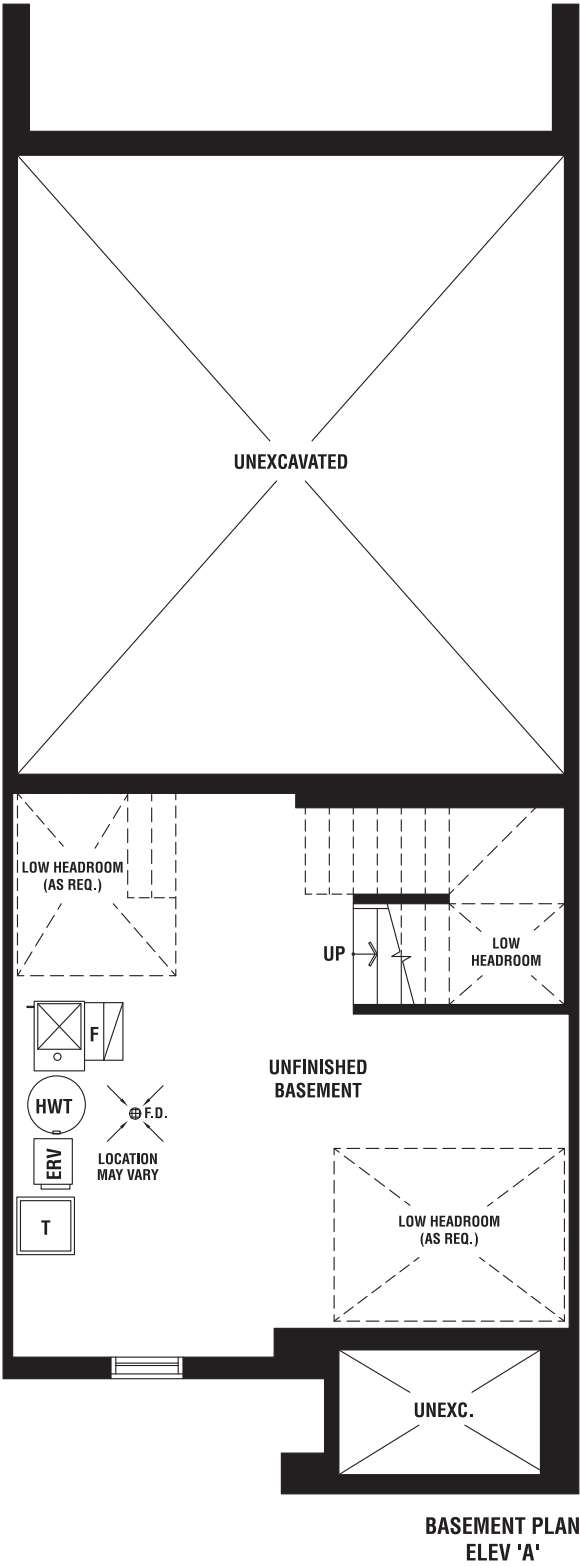 UNEXCAVATED
LOW HEADROOM
(AS REQ.)
UP
LOW
HEADROOM
F
UNFINISHED
BASEMENT
HWT
F.D.
ERV
LOCATION
MAY VARY
T
LOW HEADROOM
(AS REQ.)
UNEXC.
BASEMENT PLAN
ELEV 'A'